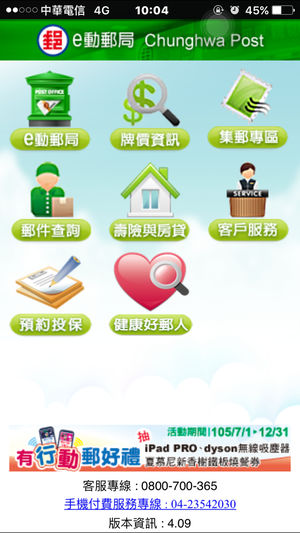 中華電信 4G 10:04 45%
郵 e動郵局 Chunghwa Post
POST OFFICE
e動郵局 牌價資訊 集郵專區
SERVICE
郵件查詢 壽險與房貸 客戶服務
預約投保 健康好郵人
有行動郵好禮
抽
活動期間 105/7/1 12/31
iPad PRO、dyson無線吸塵器
夏慕尼新香榭鐵板燒餐券
客服專線 : 0800-700-365
手機付費服務專線 : 04-23542030
版本資訊 : 4.09